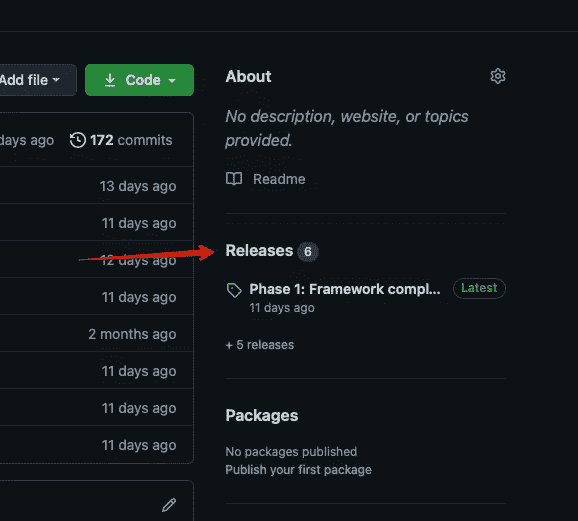 Add file
Code
days ago
172 commits
13 days ago
11 days ago
12 days ago
11 days ago
2 months ago
11 days ago
11 days ago
11 days ago
About
No description, website, or topics
provided.
Readme
Releases 6
Phase 1: Framework compl... Latest
11 days ago
+ 5 releases
Packages
No packages published
Publish your first package